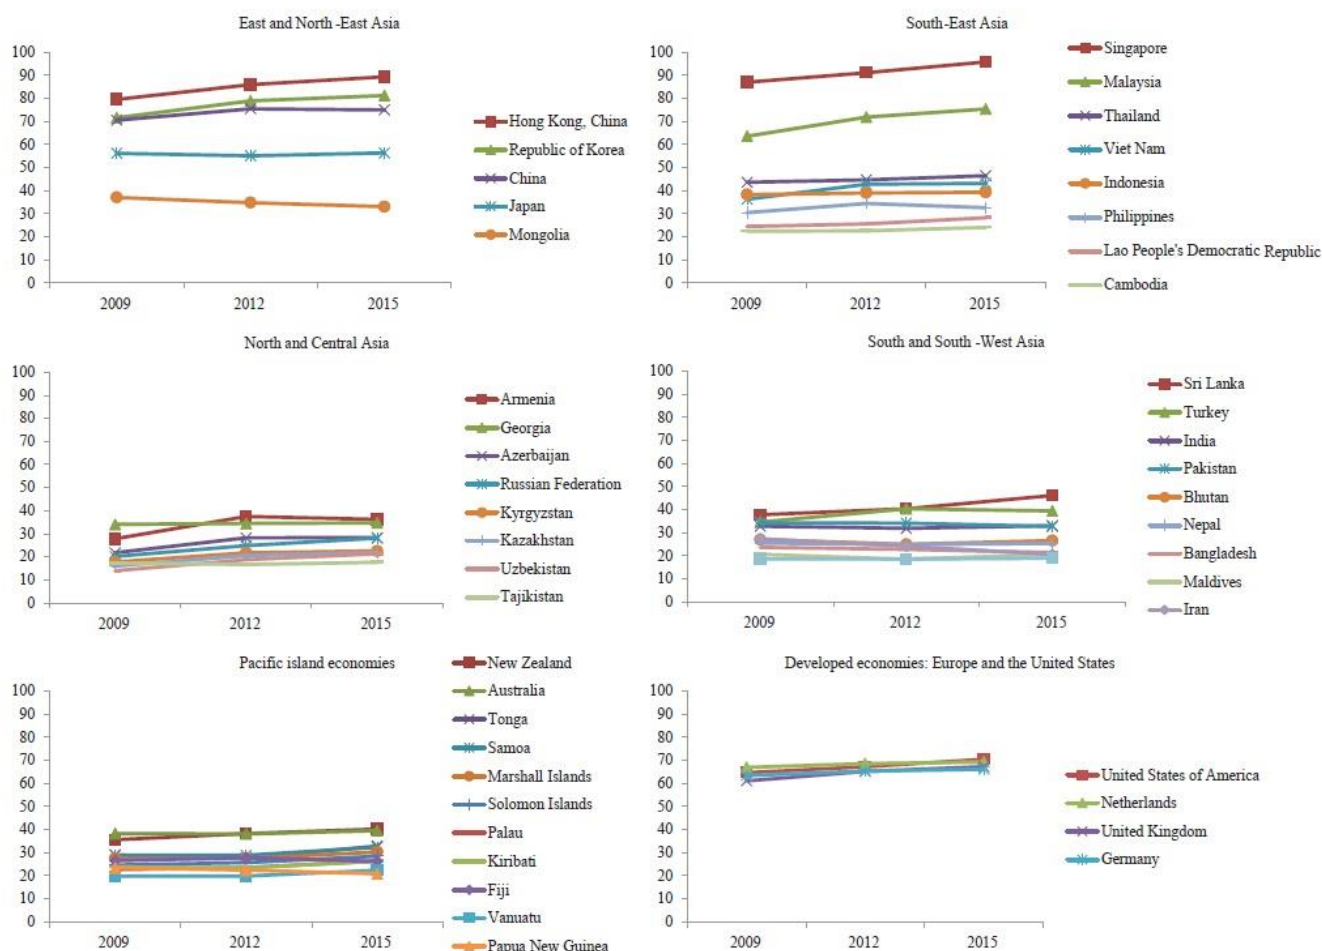 East and North -East Asia
100
90
80
70
60
50
40
30
20
10
0
2009 2012 2015
Hong Kong, China
Republic of Korea
China
Japan
Mongolia
South-East Asia
100
90
80
70
60
50
40
30
20
10
0
2009 2012 2015
Singapore
Malaysia
Thailand
Viet Nam
Indonesia
Philippines
Lao People's Democratic Republic
Cambodia
North and Central Asia
100
90
80
70
60
50
40
30
20
10
0
2009 2012 2015
Armenia
Georgia
Azerbaijan
Russian Federation
Kyrgyzstan
Kazakhstan
Uzbekistan
Tajikistan
South and South -West Asia
100
90
80
70
60
50
40
30
20
10
0
2009 2012 2015
Sri Lanka
Turkey
India
Pakistan
Bhutan
Nepal
Bangladesh
Maldives
Iran
Pacific island economies
100
90
80
70
60
50
40
30
20
10
0
2009 2012 2015
New Zealand
Australia
Tonga
Samoa
Marshall Islands
Solomon Islands
Palau
Kiribati
Fiji
Vanuatu
Papua New Guinea
Developed economies: Europe and the United States
100
90
80
70
60
50
40
30
20
10
0
2009 2012 2015
United States of America
Netherlands
United Kingdom
Germany